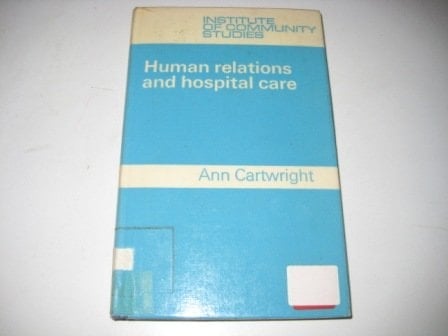 INSTITUTE
OF COMMUNITY
STUDIES
Human relations
and hospital care
Ann Cartwright